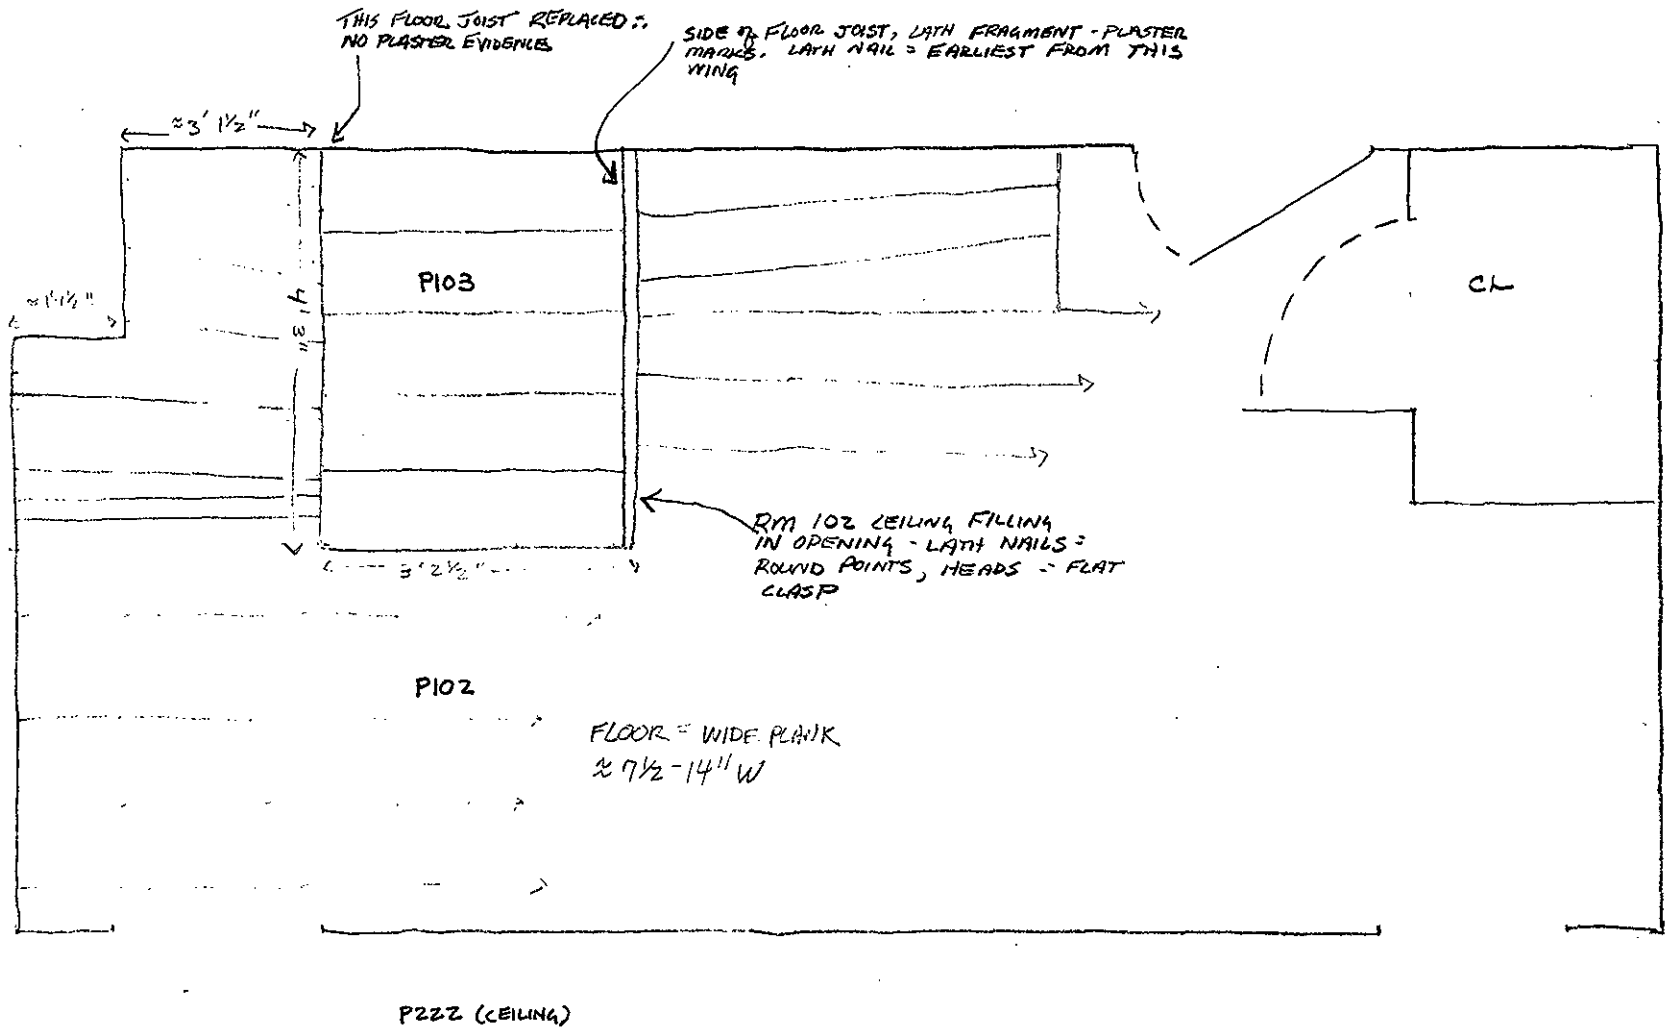 THIS FLOOR JOIST REPLACED ∴
NO PLASTER EVIDENCE
SIDE OF FLOOR JOIST, LATH FRAGMENT - PLASTER
MARKS. LATH NAIL = EARLIEST FROM THIS
WING
≈3' 1½"
P103
CL
≈1'1½"
4'3"
RM 102 CEILING FILLING
IN OPENING - LATH NAILS =
ROUND POINTS, HEADS = FLAT
CLASP
3'2½"
P102
FLOOR = WIDE PLANK
≈7½-14" W
P222 (CEILING)